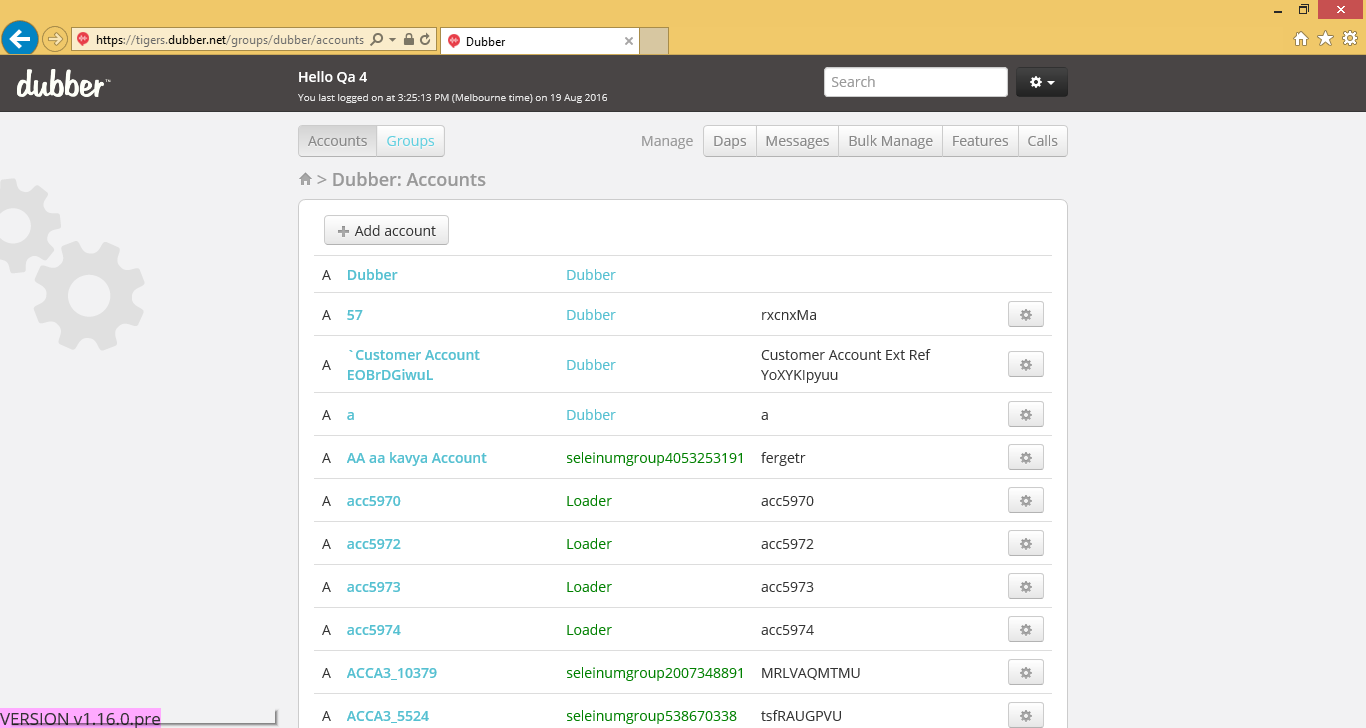 https://tigers.dubber.net/groups/dubber/accounts
Dubber
dubber™
Hello Qa 4
You last logged on at 3:25:13 PM (Melbourne time) on 19 Aug 2016
Search
Accounts Groups
Manage Daps Messages Bulk Manage Features Calls
> Dubber: Accounts
Add account
A Dubber Dubber
A 57 Dubber rxcnxMa
A `Customer Account EOBrDGiwuL Dubber Customer Account Ext Ref YoXYKIpyuu
A a Dubber a
A AA aa kavya Account seleinumgroup4053253191 fergetr
A acc5970 Loader acc5970
A acc5972 Loader acc5972
A acc5973 Loader acc5973
A acc5974 Loader acc5974
A ACCA3_10379 seleinumgroup2007348891 MRLVAQMTMU
A ACCA3_5524 seleinumgroup538670338 tsfRAUGPVU
VERSION v1.16.0.pre